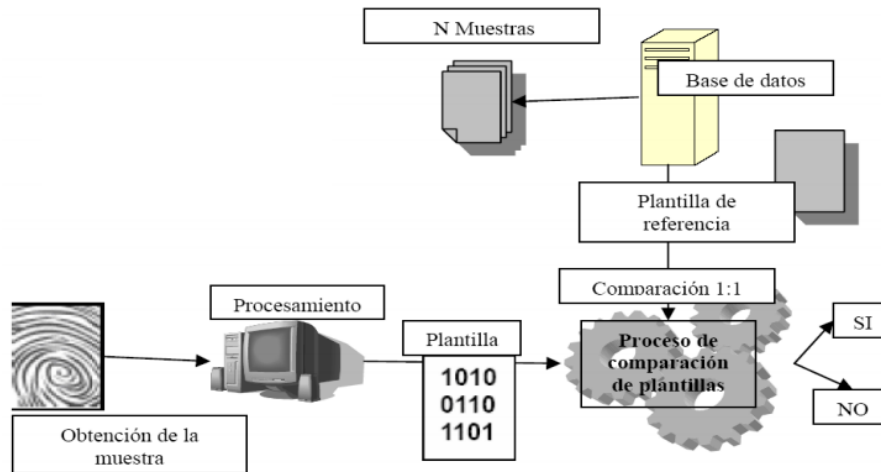 N Muestras
Base de datos
Plantilla de
referencia
Comparación 1:1
Procesamiento
Plantilla
1010
0110
1101
Proceso de
comparación
de plantillas
SI
NO
Obtención de la
muestra